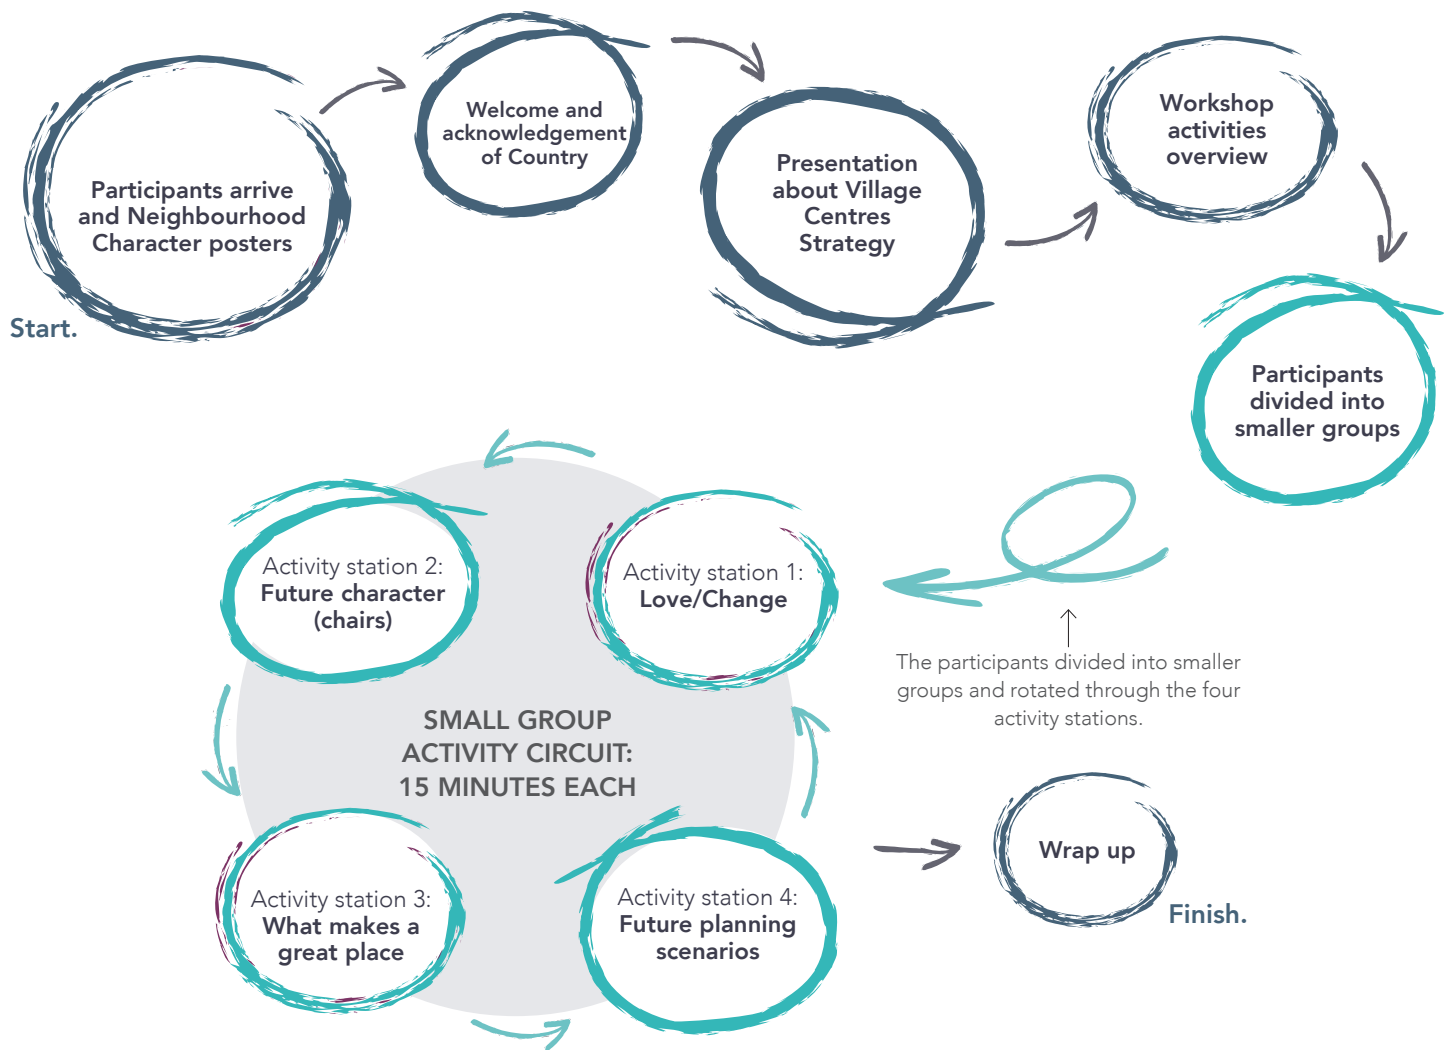 Participants arrive
and Neighbourhood
Character posters
Start.
Welcome and
acknowledgement
of Country
Presentation
about Village
Centres
Strategy
Workshop
activities
overview
Participants
divided into
smaller groups
The participants divided into smaller
groups and rotated through the four
activity stations.
SMALL GROUP
ACTIVITY CIRCUIT:
15 MINUTES EACH
Activity station 1:
Love/Change
Activity station 2:
Future character
(chairs)
Activity station 3:
What makes a
great place
Activity station 4:
Future planning
scenarios
Wrap up
Finish.